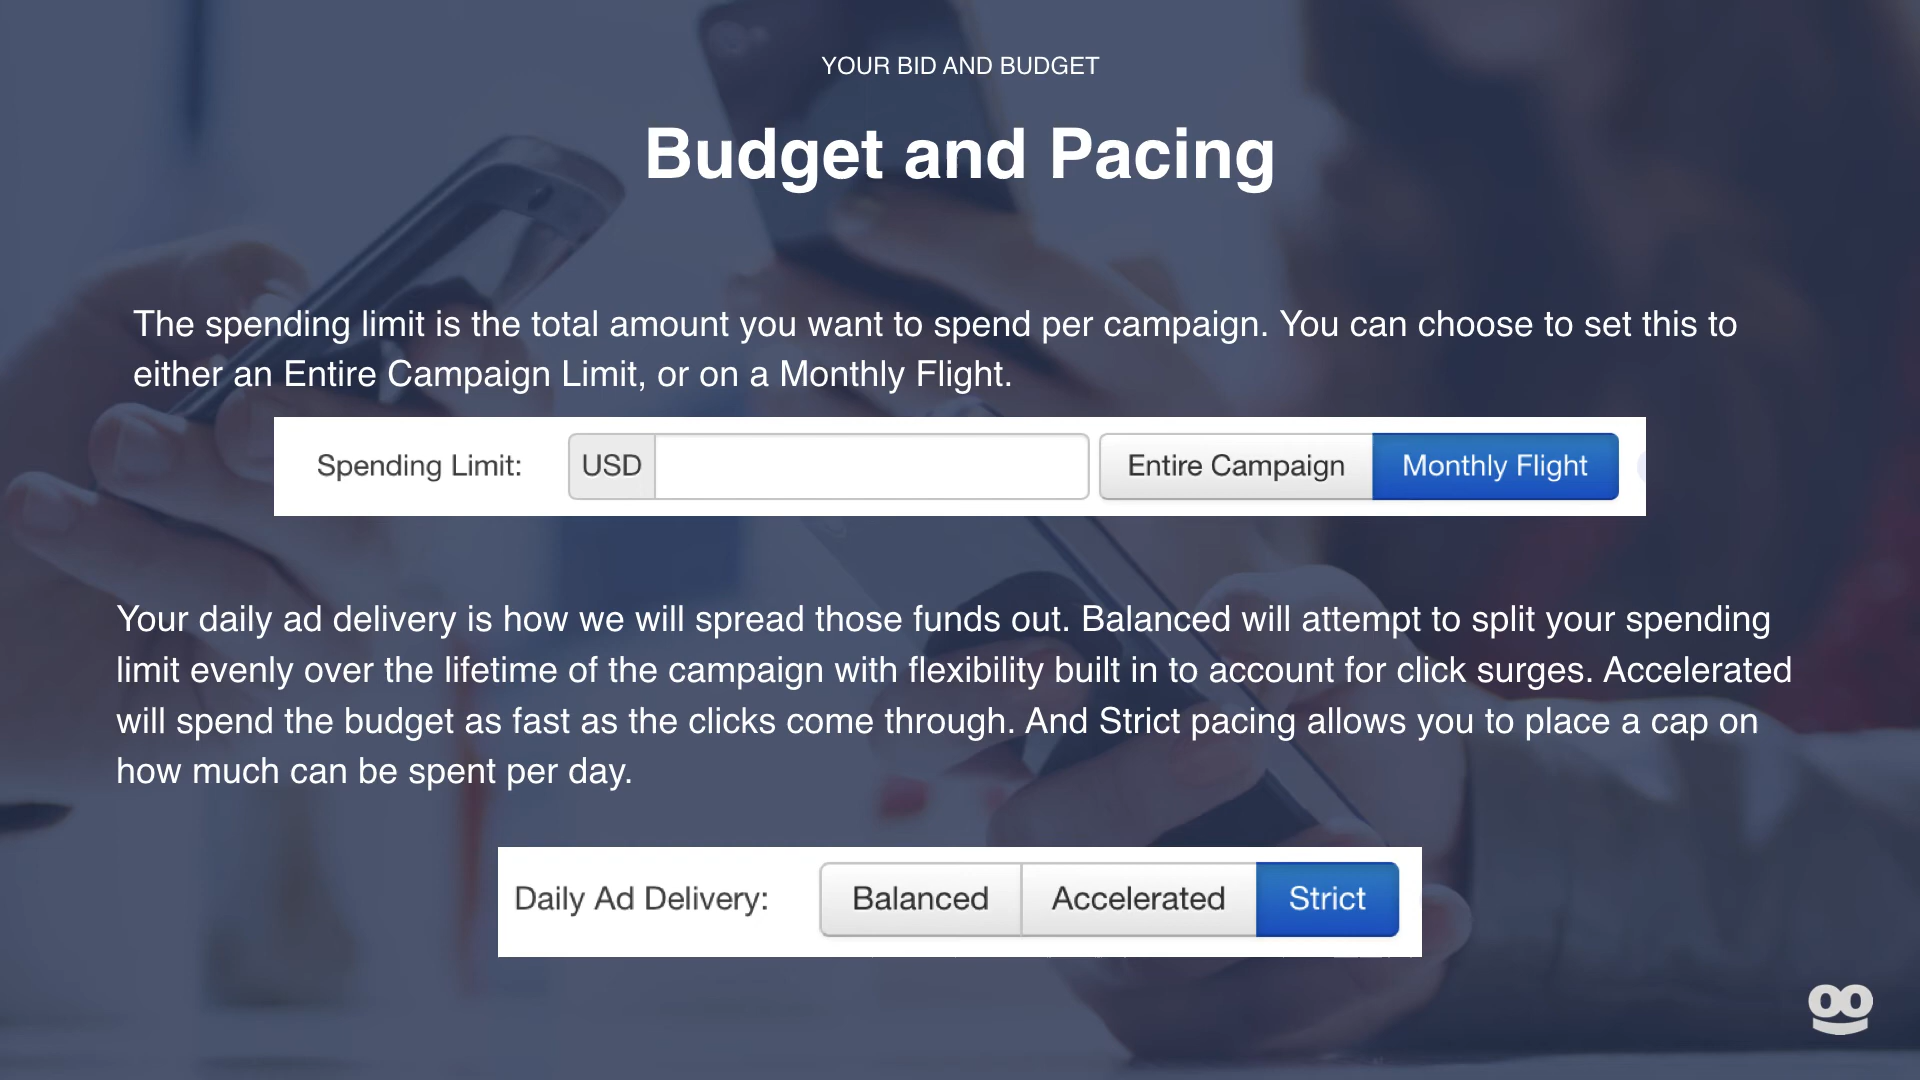 YOUR BID AND BUDGET
Budget and Pacing
The spending limit is the total amount you want to spend per campaign. You can choose to set this to
either an Entire Campaign Limit, or on a Monthly Flight.
Spending Limit: USD Entire Campaign Monthly Flight
Your daily ad delivery is how we will spread those funds out. Balanced will attempt to split your spending
limit evenly over the lifetime of the campaign with flexibility built in to account for click surges. Accelerated
will spend the budget as fast as the clicks come through. And Strict pacing allows you to place a cap on
how much can be spent per day.
Daily Ad Delivery: Balanced Accelerated Strict